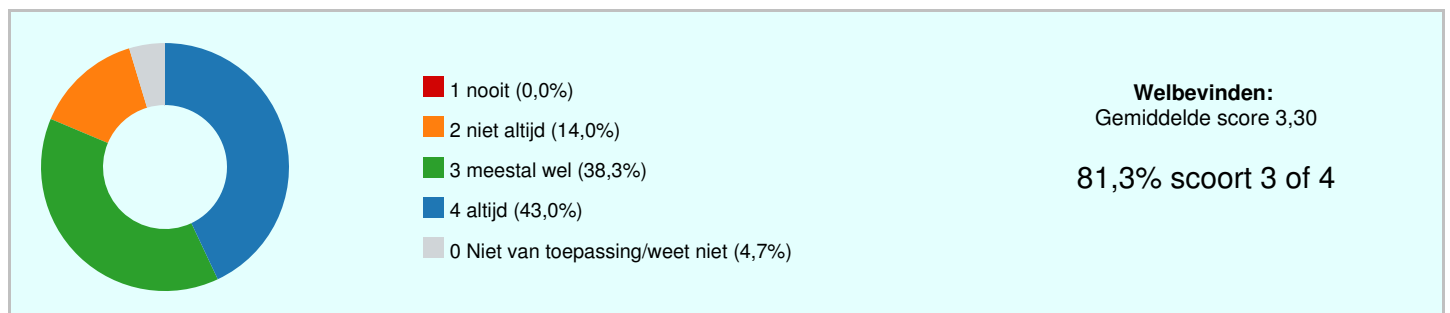 1 nooit (0,0%)
2 niet altijd (14,0%)
3 meestal wel (38,3%)
4 altijd (43,0%)
0 Niet van toepassing/weet niet (4,7%)
Welbevinden:
Gemiddelde score 3,30
81,3% scoort 3 of 4